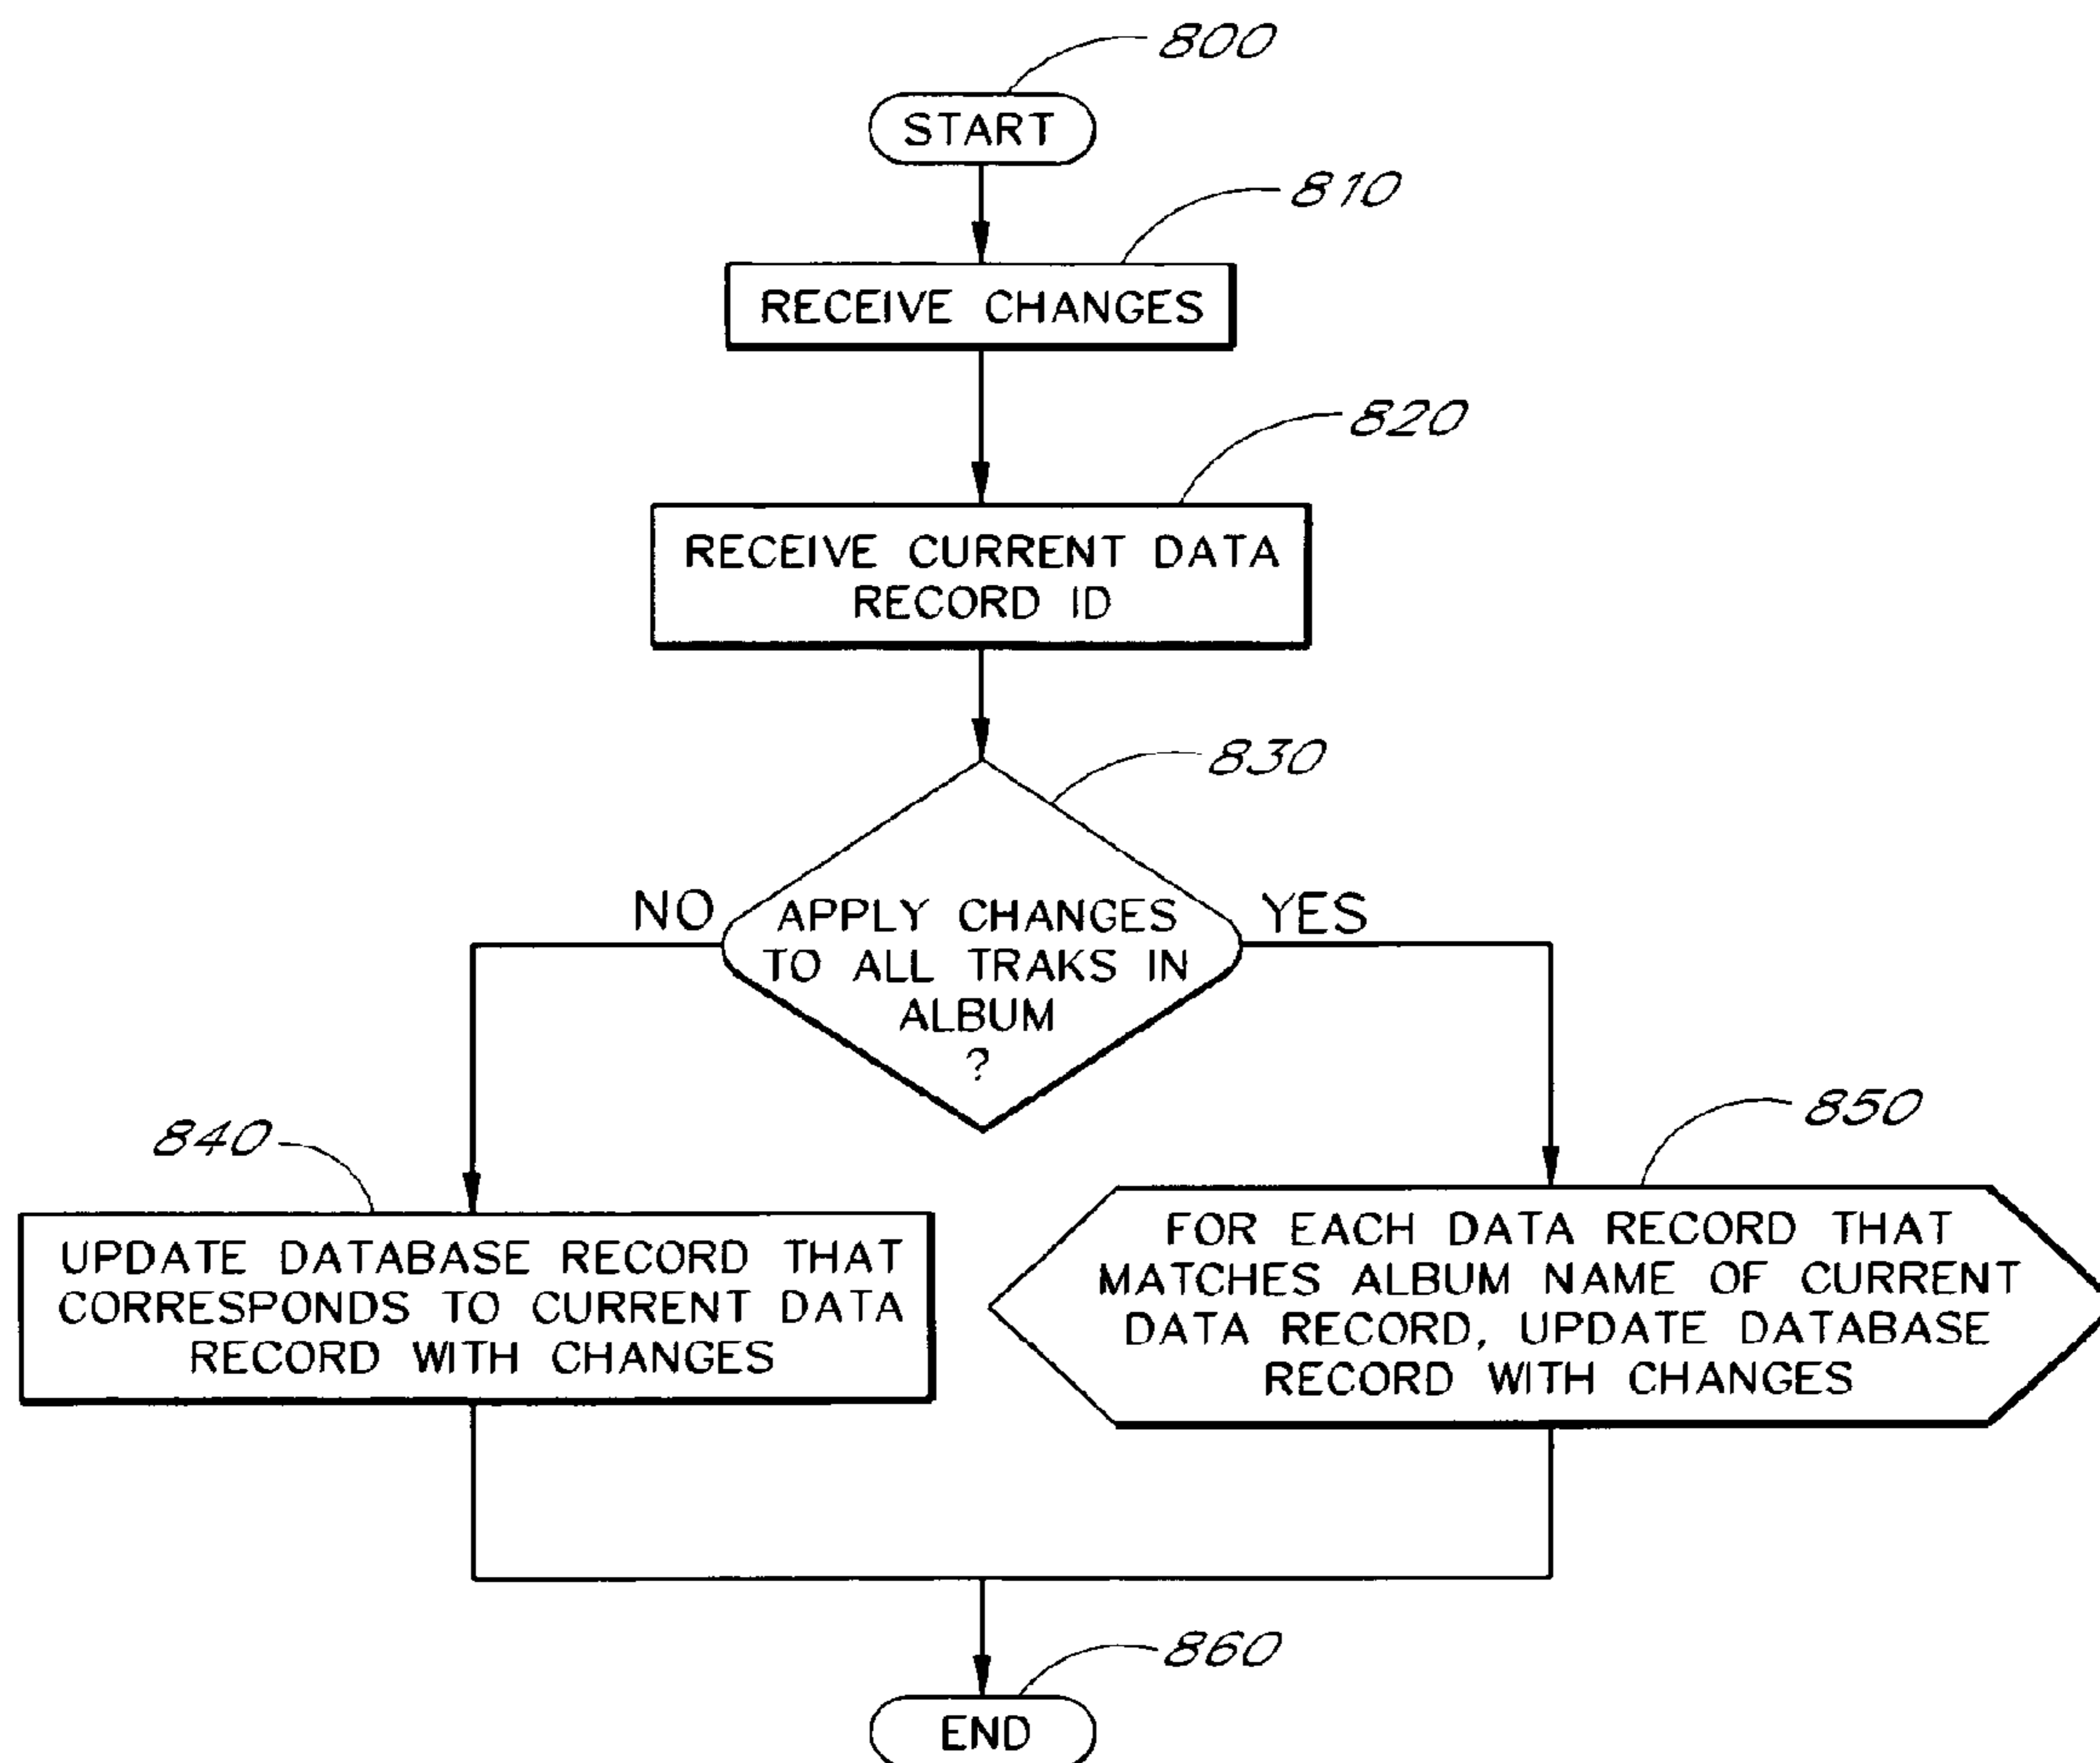 800
START
810
RECEIVE CHANGES
820
RECEIVE CURRENT DATA
RECORD ID
830
NO
YES
APPLY CHANGES
TO ALL TRAKS IN
ALBUM
?
840
850
UPDATE DATABASE RECORD THAT
CORRESPONDS TO CURRENT DATA
RECORD WITH CHANGES
FOR EACH DATA RECORD THAT
MATCHES ALBUM NAME OF CURRENT
DATA RECORD, UPDATE DATABASE
RECORD WITH CHANGES
860
END